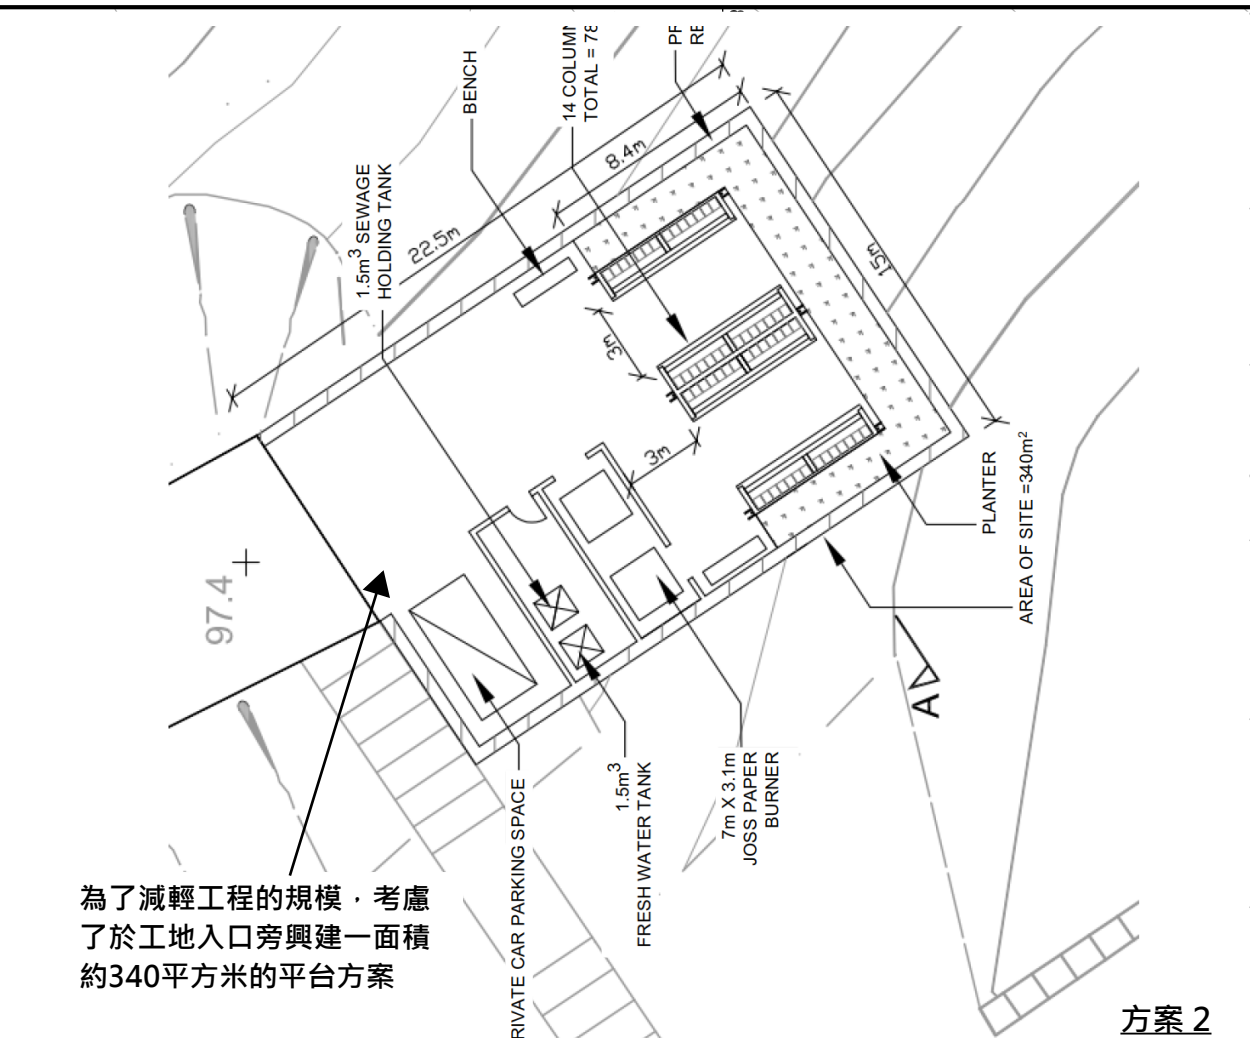 BENCH
14 COLUMN
TOTAL = 78
PF
RE
1.5m³ SEWAGE
HOLDING TANK
22.5m
8.4m
15m
3m
3m
PLANTER
AREA OF SITE =340m²
97.4
A
PRIVATE CAR PARKING SPACE
1.5m³
FRESH WATER TANK
7m X 3.1m
JOSS PAPER
BURNER
為了減輕工程的規模，考慮
了於工地入口旁興建一面積
約340平方米的平台方案
方案 2